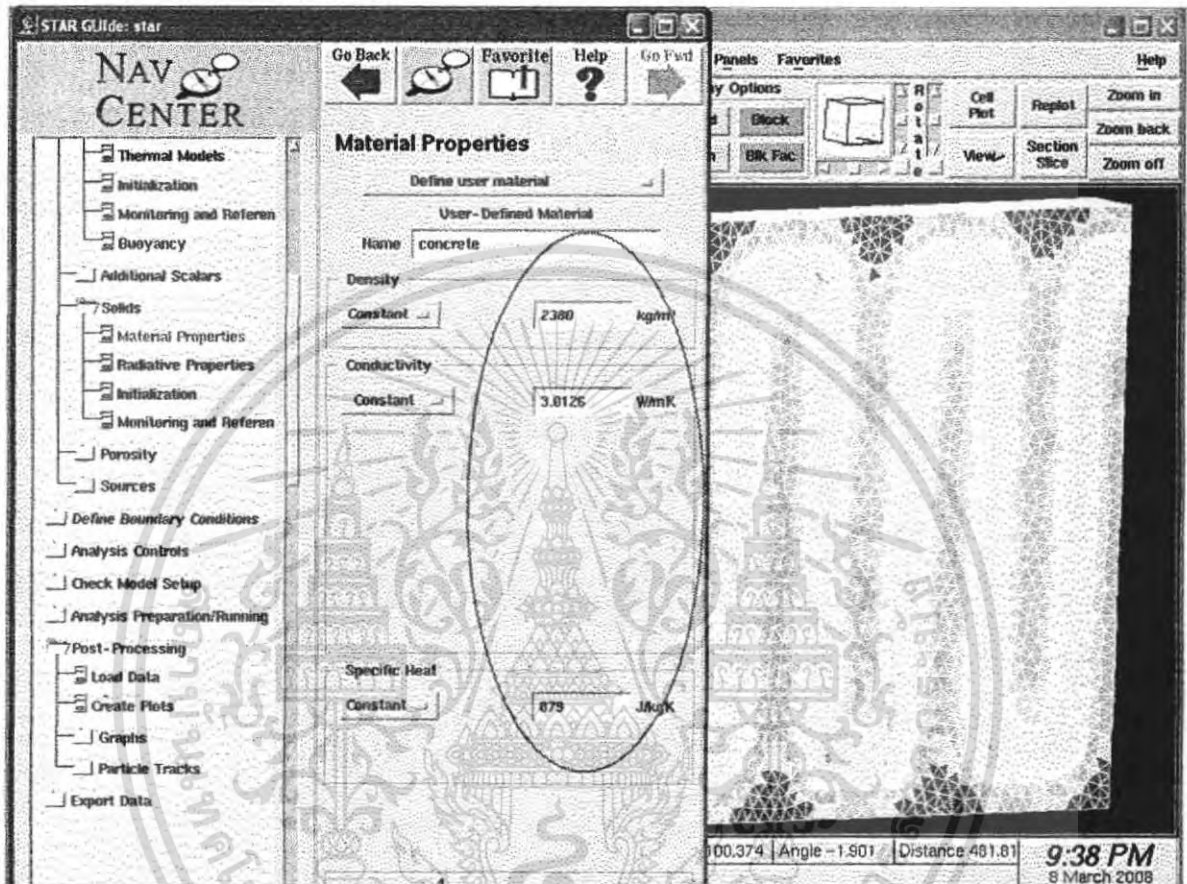 STAR GUIde: star
NAV
CENTER
Thermal Models
Initialization
Monitoring and Referen
Buoyancy
Additional Scalars
Solids
Material Properties
Radiative Properties
Initialization
Monitoring and Referen
Porosity
Sources
Define Boundary Conditions
Analysis Controls
Check Model Setup
Analysis Preparation/Running
Post-Processing
Load Data
Create Plots
Graphs
Particle Tracks
Export Data
Go Back
Favorite
Help
Go Fwd
Material Properties
Define user material
User-Defined Material
Name concrete
Density
Constant 2380 kg/m³
Conductivity
Constant 3.0126 W/mK
Specific Heat
Constant 879 J/kgK
Panels Favorites Help
y Options
Block
Blk Fac
Rotate
Cell Plot
View
Replot
Section Slice
Zoom in
Zoom back
Zoom off
100.374 Angle -1.901 Distance 481.81
9:38 PM
8 March 2008